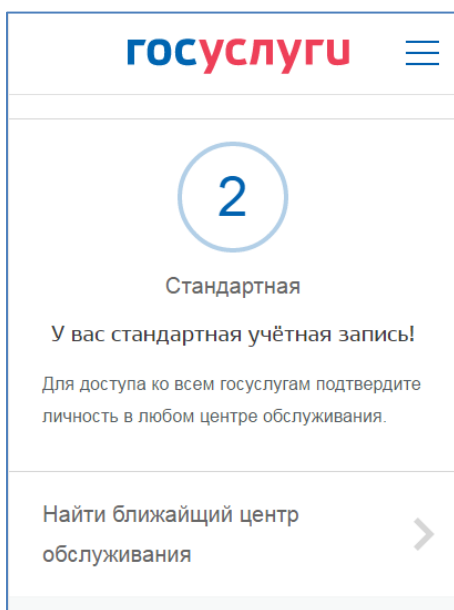 госуслуги
2
Стандартная
У вас стандартная учётная запись!
Для доступа ко всем госуслугам подтвердите
личность в любом центре обслуживания.
Найти ближайщий центр
обслуживания